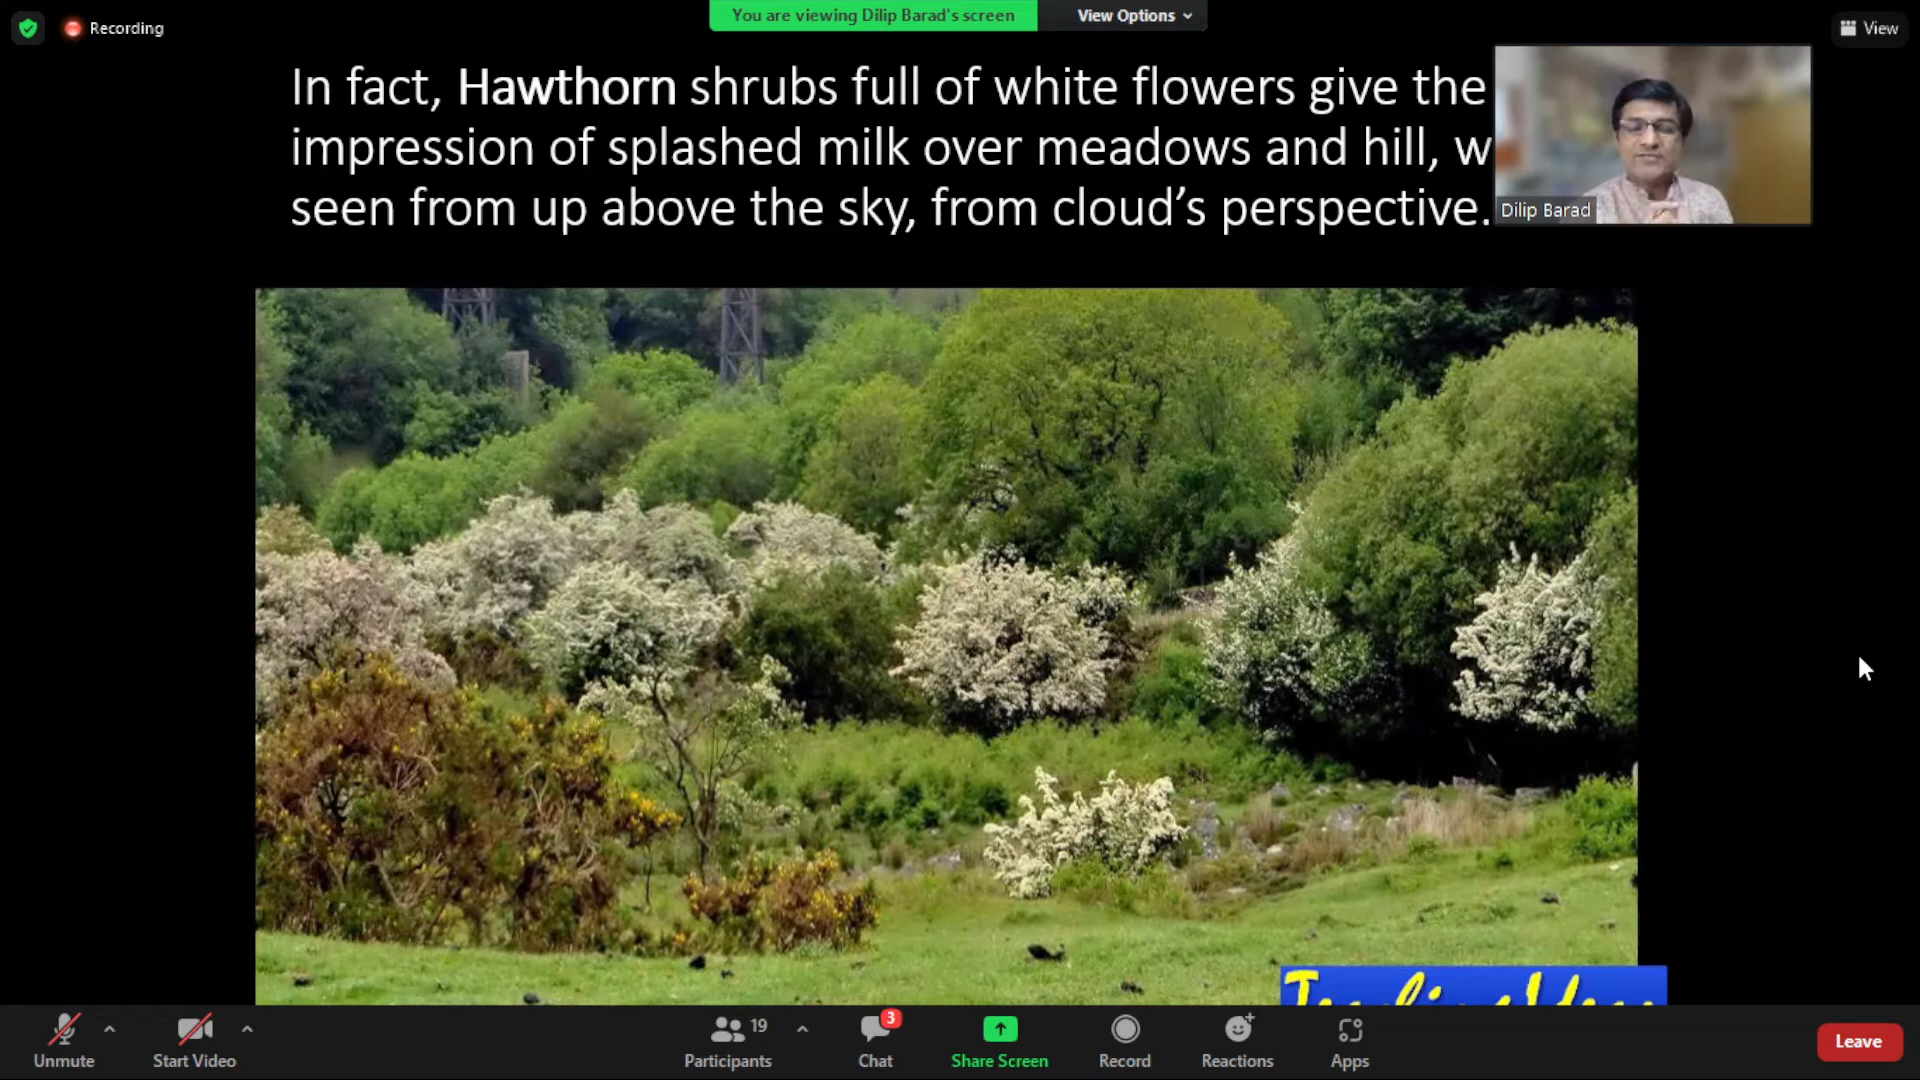 Recording
You are viewing Dilip Barad's screen
View Options
View
In fact, Hawthorn shrubs full of white flowers give the
impression of splashed milk over meadows and hill, w
seen from up above the sky, from cloud’s perspective.
Dilip Barad
Unmute
Start Video
19
Participants
3
Chat
Share Screen
Record
Reactions
Apps
Leave